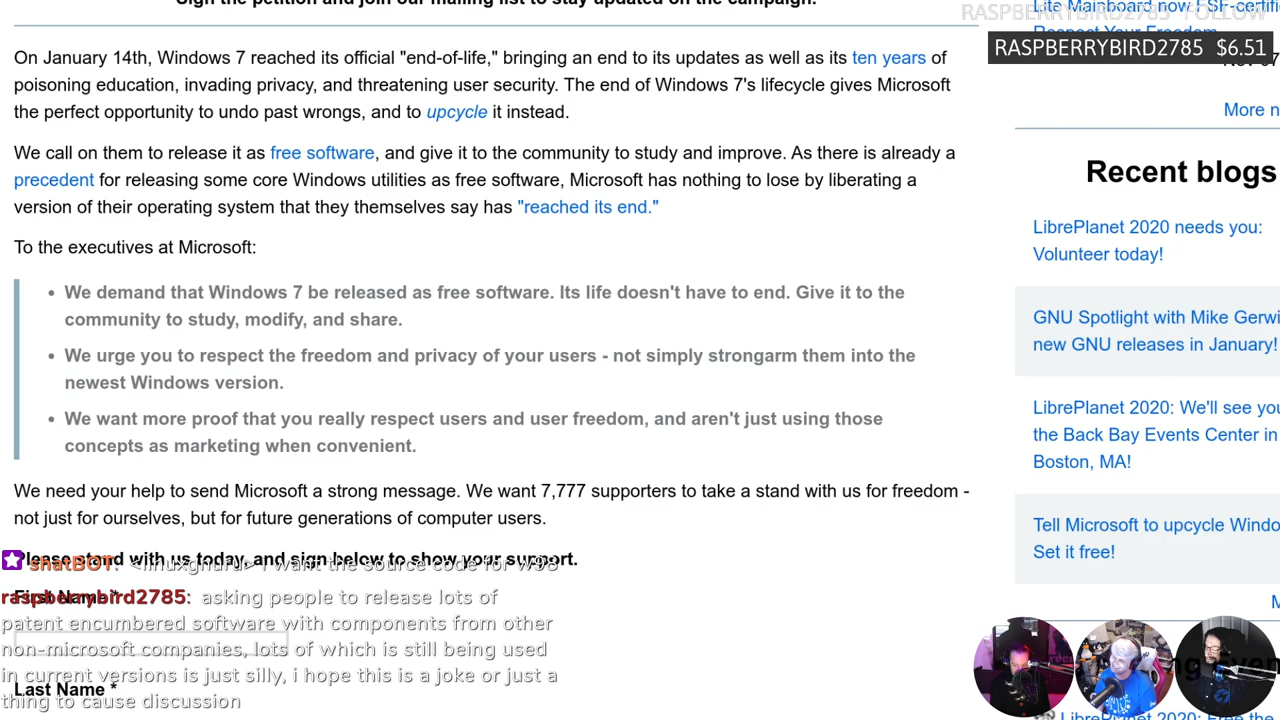 Sign the petition and join our mailing list to stay updated on the campaign.
On January 14th, Windows 7 reached its official "end-of-life," bringing an end to its updates as well as its ten years of
poisoning education, invading privacy, and threatening user security. The end of Windows 7's lifecycle gives Microsoft
the perfect opportunity to undo past wrongs, and to upcycle it instead.
We call on them to release it as free software, and give it to the community to study and improve. As there is already a
precedent for releasing some core Windows utilities as free software, Microsoft has nothing to lose by liberating a
version of their operating system that they themselves say has "reached its end."
To the executives at Microsoft:
• We demand that Windows 7 be released as free software. Its life doesn't have to end. Give it to the
community to study, modify, and share.
• We urge you to respect the freedom and privacy of your users - not simply strongarm them into the
newest Windows version.
• We want more proof that you really respect users and user freedom, and aren't just using those
concepts as marketing when convenient.
We need your help to send Microsoft a strong message. We want 7,777 supporters to take a stand with us for freedom -
not just for ourselves, but for future generations of computer users.
Please stand with us today, and sign below to show your support.
First Name *
Last Name *
shatBOT: <linuxgnuru> i want the source code for w98
raspberrybird2785: asking people to release lots of
patent encumbered software with components from other
non-microsoft companies, lots of which is still being used
in current versions is just silly, i hope this is a joke or just a
thing to cause discussion
Lite Mainboard now FSF-certifi
Respect Your Freedom
RASPBERRYBIRD2785 FOLLOW
RASPBERRYBIRD2785 $6.51
More n
Recent blogs
LibrePlanet 2020 needs you:
Volunteer today!
GNU Spotlight with Mike Gerwi
new GNU releases in January!
LibrePlanet 2020: We'll see you
the Back Bay Events Center in
Boston, MA!
Tell Microsoft to upcycle Windo
Set it free!
M
LibrePlanet 2020: Free the